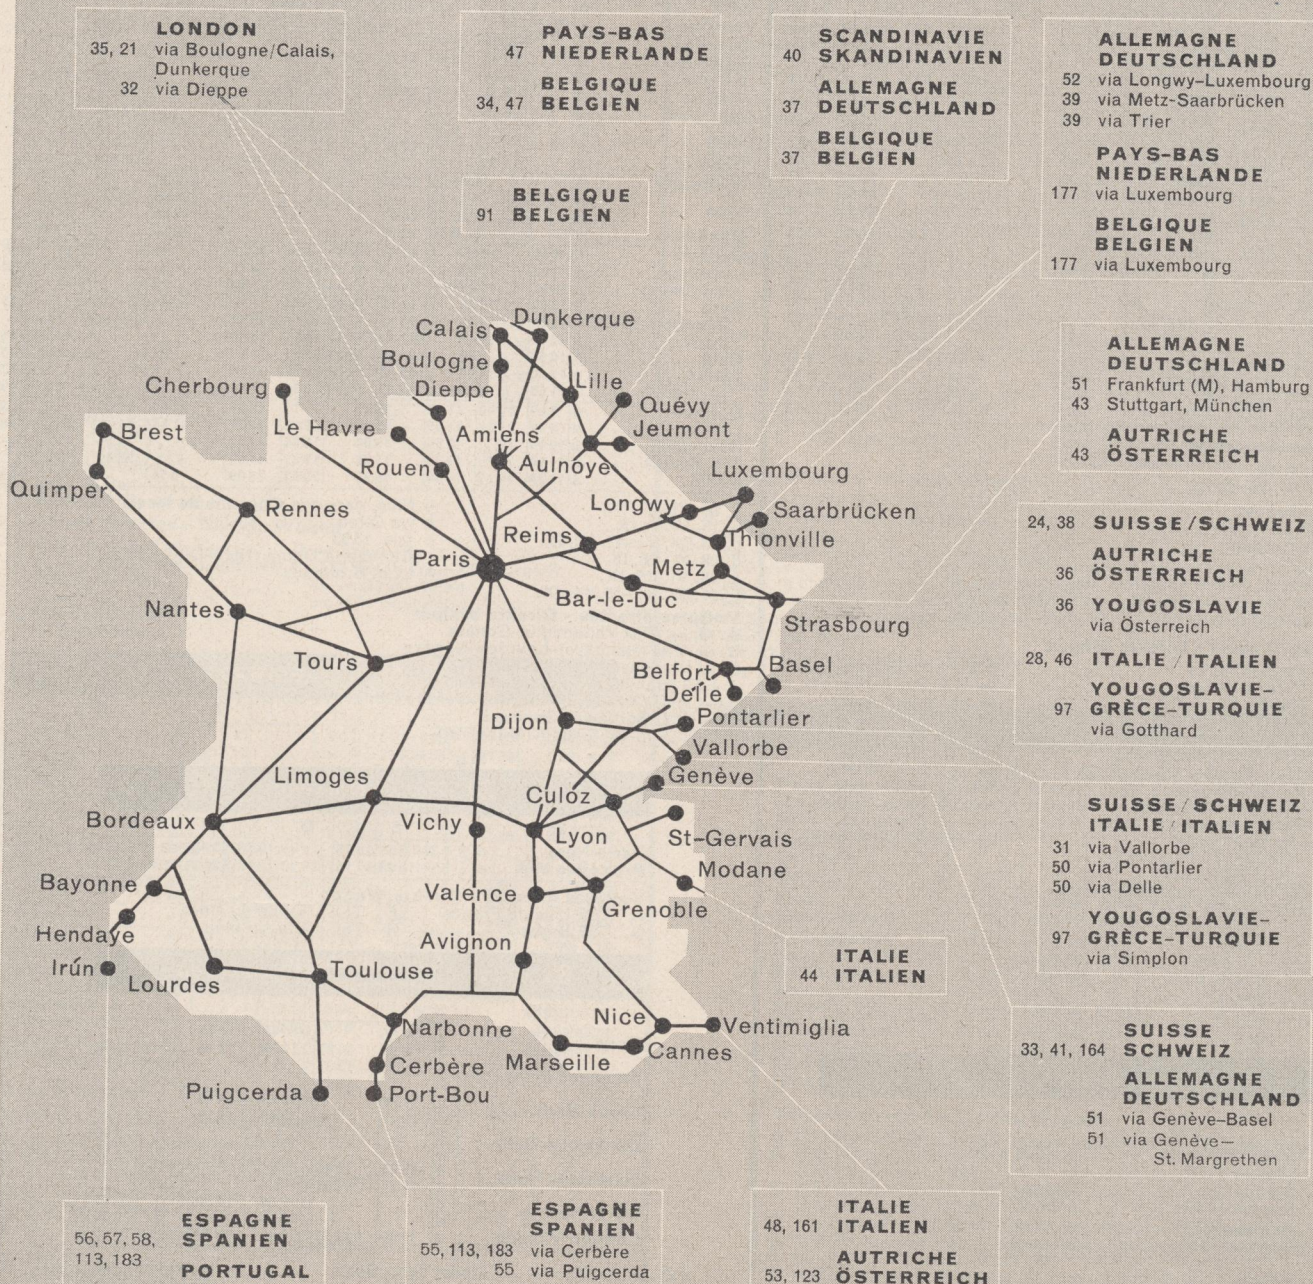 LONDON
35, 21 via Boulogne/Calais,
Dunkerque
32 via Dieppe
PAYS-BAS
47 NIEDERLANDE
BELGIQUE
34, 47 BELGIEN
BELGIQUE
91 BELGIEN
SCANDINAVIE
40 SKANDINAVIEN
ALLEMAGNE
37 DEUTSCHLAND
BELGIQUE
37 BELGIEN
ALLEMAGNE
DEUTSCHLAND
52 via Longwy-Luxembourg
39 via Metz-Saarbrücken
39 via Trier
PAYS-BAS
NIEDERLANDE
177 via Luxembourg
BELGIQUE
BELGIEN
177 via Luxembourg
ALLEMAGNE
DEUTSCHLAND
51 Frankfurt (M), Hamburg
43 Stuttgart, München
AUTRICHE
43 ÖSTERREICH
24, 38 SUISSE/SCHWEIZ
AUTRICHE
36 ÖSTERREICH
36 YOUGOSLAVIE
via Österreich
28, 46 ITALIE/ITALIEN
YOUGOSLAVIE-
97 GRÈCE-TURQUIE
via Gotthard
SUISSE/SCHWEIZ
ITALIE/ITALIEN
31 via Vallorbe
50 via Pontarlier
50 via Delle
YOUGOSLAVIE-
97 GRÈCE-TURQUIE
via Simplon
SUISSE
33, 41, 164 SCHWEIZ
ALLEMAGNE
DEUTSCHLAND
51 via Genève-Basel
51 via Genève—
St. Margrethen
ITALIE
44 ITALIEN
Calais
Dunkerque
Boulogne
Dieppe
Lille
Cherbourg
Quévy
Jeumont
Le Havre
Amiens
Brest
Rouen
Aulnoye
Luxembourg
Quimper
Longwy
Saarbrücken
Rennes
Reims
Thionville
Paris
Metz
Nantes
Bar-le-Duc
Strasbourg
Tours
Belfort
Basel
Delle
Dijon
Pontarlier
Vallorbe
Limoges
Genève
Culoz
Bordeaux
Vichy
Lyon
St-Gervais
Modane
Bayonne
Valence
Grenoble
Hendaye
Avignon
Irún
Lourdes
Toulouse
Narbonne
Nice
Ventimiglia
Marseille
Cannes
Cerbère
Puigcerda
Port-Bou
ESPAGNE
56, 57, 58, SPANIEN
113, 183
PORTUGAL
ESPAGNE
SPANIEN
55, 113, 183 via Cerbère
55 via Puigcerda
ITALIE
48, 161 ITALIEN
AUTRICHE
53, 123 ÖSTERREICH